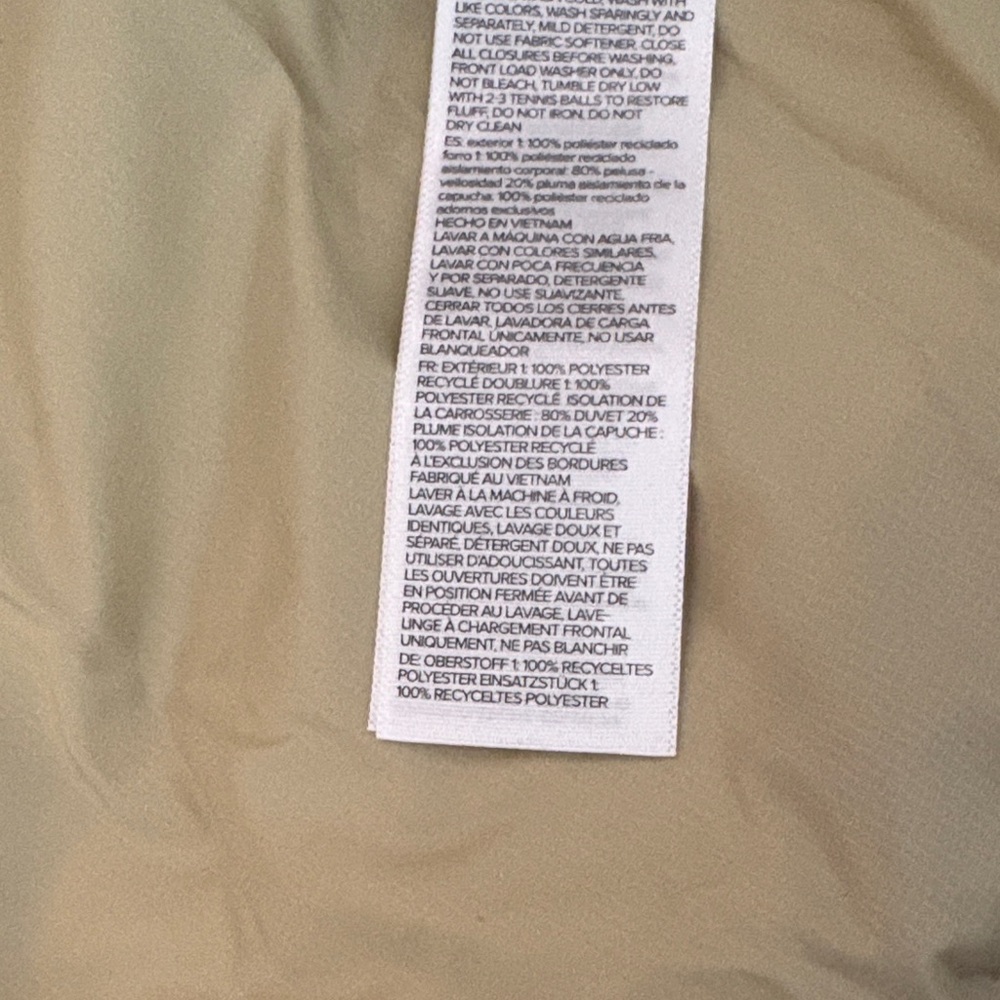 COLD, WASH WITH
LIKE COLORS, WASH SPARINGLY AND
SEPARATELY, MILD DETERGENT, DO
NOT USE FABRIC SOFTENER, CLOSE
ALL CLOSURES BEFORE WASHING,
FRONT LOAD WASHER ONLY, DO
NOT BLEACH, TUMBLE DRY LOW
WITH 2-3 TENNIS BALLS TO RESTORE
FLUFF, DO NOT IRON, DO NOT
DRY CLEAN
ES: exterior 1: 100% poliéster reciclado
forro 1: 100% poliéster reciclado
aislamiento corporal: 80% pelusa -
vellosidad 20% pluma aislamiento de la
capucha: 100% poliéster reciclado
adornos exclusivos
HECHO EN VIETNAM
LAVAR A MÁQUINA CON AGUA FRIA,
LAVAR CON COLORES SIMILARES,
LAVAR CON POCA FRECUENCIA
Y POR SEPARADO, DETERGENTE
SUAVE, NO USE SUAVIZANTE,
CERRAR TODOS LOS CIERRES ANTES
DE LAVAR, LAVADORA DE CARGA
FRONTAL ÚNICAMENTE, NO USAR
BLANQUEADOR
FR: EXTÉRIEUR 1: 100% POLYESTER
RECYCLÉ DOUBLURE 1: 100%
POLYESTER RECYCLÉ ISOLATION DE
LA CARROSSERIE : 80% DUVET 20%
PLUME ISOLATION DE LA CAPUCHE :
100% POLYESTER RECYCLÉ
À L'EXCLUSION DES BORDURES
FABRIQUÉ AU VIETNAM
LAVER À LA MACHINE À FROID,
LAVAGE AVEC LES COULEURS
IDENTIQUES, LAVAGE DOUX ET
SÉPARÉ, DÉTERGENT DOUX, NE PAS
UTILISER D'ADOUCISSANT, TOUTES
LES OUVERTURES DOIVENT ÊTRE
EN POSITION FERMÉE AVANT DE
PROCÉDER AU LAVAGE, LAVE-
LINGE À CHARGEMENT FRONTAL
UNIQUEMENT, NE PAS BLANCHIR
DE: OBERSTOFF 1: 100% RECYCELTES
POLYESTER EINSATZSTÜCK 1:
100% RECYCELTES POLYESTER